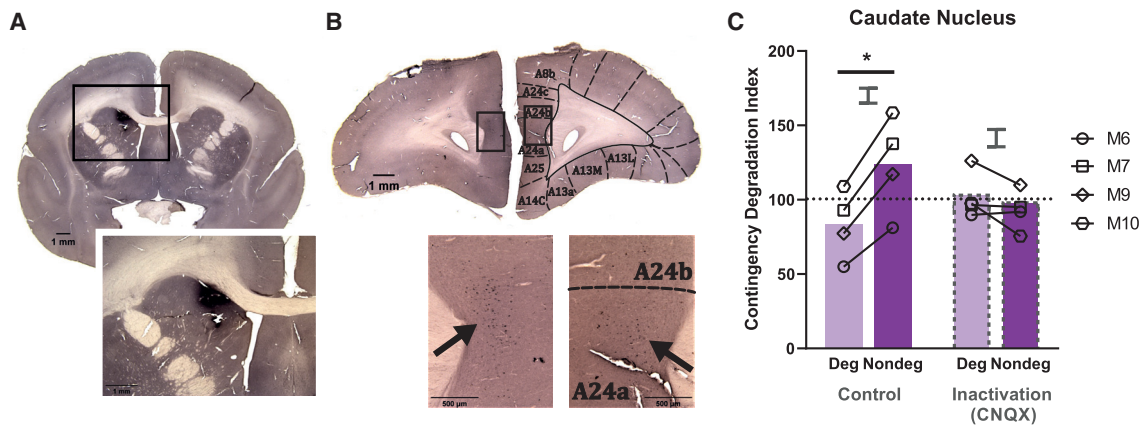 A
1 mm
1 mm
B
A8b
A24c
A24b
A24a
A25
A14C
A13a
A13M
A13L
1 mm
A24b
500 µm
A24a
500 µm
C
Caudate Nucleus
Contingency Degradation Index
200
150
100
50
0
*
Deg Nondeg
Deg Nondeg
Control
Inactivation
(CNQX)
M6
M7
M9
M10